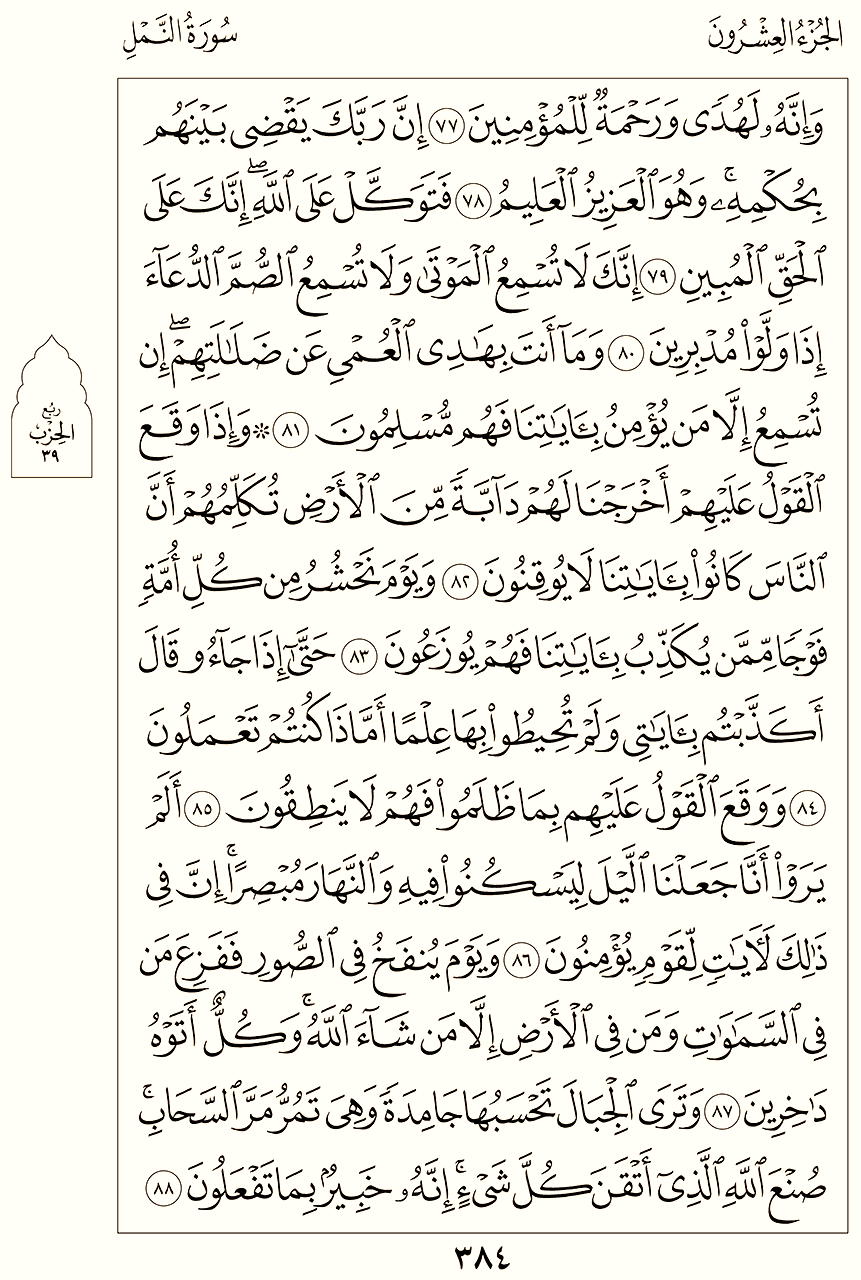 الجُزْءُ العِشْرُونَ
سُورَةُ النَّمْلِ
وَإِنَّهُۥ لَهُدٗى وَرَحۡمَةٞ لِّلۡمُؤۡمِنِينَ ٧٧ إِنَّ رَبَّكَ يَقۡضِي بَيۡنَهُم
بِحُكۡمِهِۦۚ وَهُوَ ٱلۡعَزِيزُ ٱلۡعَلِيمُ ٧٨ فَتَوَكَّلۡ عَلَى ٱللَّهِۖ إِنَّكَ عَلَى
ٱلۡحَقِّ ٱلۡمُبِينِ ٧٩ إِنَّكَ لَا تُسۡمِعُ ٱلۡمَوۡتَىٰ وَلَا تُسۡمِعُ ٱلصُّمَّ ٱلدُّعَآءَ
إِذَا وَلَّوۡاْ مُدۡبِرِينَ ٨٠ وَمَآ أَنتَ بِهَٰدِي ٱلۡعُمۡيِ عَن ضَلَٰلَتِهِمۡۖ إِن
تُسۡمِعُ إِلَّا مَن يُؤۡمِنُ بِـَٔايَٰتِنَا فَهُم مُّسۡلِمُونَ ٨١ ۞ وَإِذَا وَقَعَ
ٱلۡقَوۡلُ عَلَيۡهِمۡ أَخۡرَجۡنَا لَهُمۡ دَآبَّةٗ مِّنَ ٱلۡأَرۡضِ تُكَلِّمُهُمۡ أَنَّ
ٱلنَّاسَ كَانُواْ بِـَٔايَٰتِنَا لَا يُوقِنُونَ ٨٢ وَيَوۡمَ نَحۡشُرُ مِن كُلِّ أُمَّةٖ
فَوۡجٗا مِّمَّن يُكَذِّبُ بِـَٔايَٰتِنَا فَهُمۡ يُوزَعُونَ ٨٣ حَتَّىٰٓ إِذَا جَآءُو قَالَ
أَكَذَّبۡتُم بِـَٔايَٰتِي وَلَمۡ تُحِيطُواْ بِهَا عِلۡمًا أَمَّاذَا كُنتُمۡ تَعۡمَلُونَ
٨٤ وَوَقَعَ ٱلۡقَوۡلُ عَلَيۡهِم بِمَا ظَلَمُواْ فَهُمۡ لَا يَنطِقُونَ ٨٥ أَلَمۡ
يَرَوۡاْ أَنَّا جَعَلۡنَا ٱلَّيۡلَ لِيَسۡكُنُواْ فِيهِ وَٱلنَّهَارَ مُبۡصِرًاۚ إِنَّ فِي
ذَٰلِكَ لَأٓيَٰتٖ لِّقَوۡمٖ يُؤۡمِنُونَ ٨٦ وَيَوۡمَ يُنفَخُ فِي ٱلصُّورِ فَفَزِعَ مَن
فِي ٱلسَّمَٰوَٰتِ وَمَن فِي ٱلۡأَرۡضِ إِلَّا مَن شَآءَ ٱللَّهُۚ وَكُلٌّ أَتَوۡهُ
دَٰخِرِينَ ٨٧ وَتَرَى ٱلۡجِبَالَ تَحۡسَبُهَا جَامِدَةٗ وَهِيَ تَمُرُّ مَرَّ ٱلسَّحَابِۚ
صُنۡعَ ٱللَّهِ ٱلَّذِيٓ أَتۡقَنَ كُلَّ شَيۡءٍۚ إِنَّهُۥ خَبِيرُۢ بِمَا تَفۡعَلُونَ ٨٨
رُبع
الحِزْب
٣٩
٣٨٤